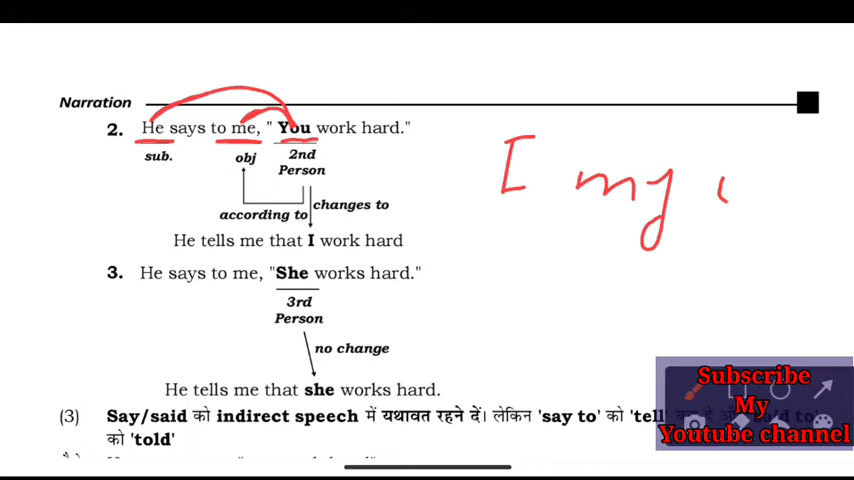 Narration
2. He says to me, " You work hard."
sub. obj 2nd Person
according to changes to
He tells me that I work hard
3. He says to me, "She works hard."
3rd Person
no change
He tells me that she works hard.
(3) Say/said को indirect speech में यथावत रहने दें। लेकिन 'say to' को 'tell'
को 'told'
I my
Subscribe
My
Youtube channel